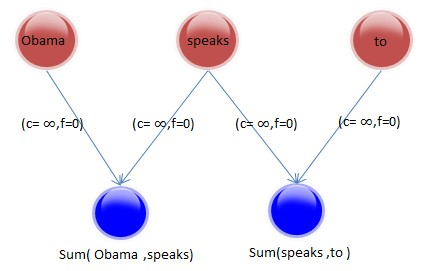 Obama speaks to
(c= ∞,f=0) (c= ∞,f=0) (c= ∞,f=0) (c= ∞,f=0)
Sum( Obama ,speaks) Sum(speaks ,to )